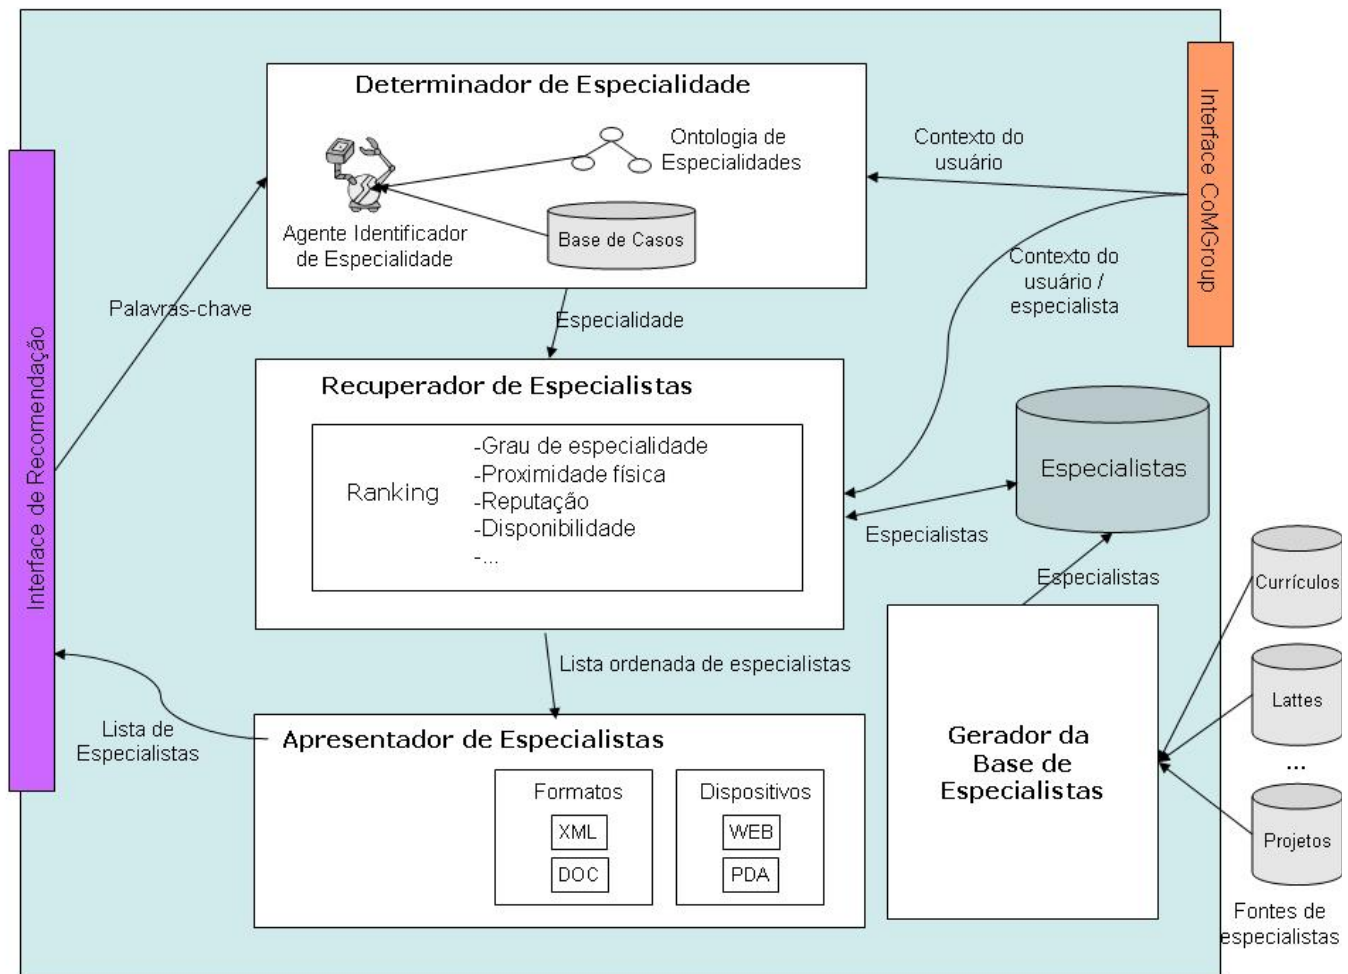 Determinador de Especialidade
Ontologia de
Especialidades
Agente Identificador
de Especialidade
Base de Casos
Contexto do
usuário
Interface CoMGroup
Contexto do
usuário /
especialista
Palavras-chave
Interface de Recomendação
Especialidade
Recuperador de Especialistas
Ranking
-Grau de especialidade
-Proximidade física
-Reputação
-Disponibilidade
-...
Especialistas
Especialistas
Especialistas
Currículos
Lattes
...
Projetos
Fontes de
especialistas
Gerador da
Base de
Especialistas
Lista ordenada de especialistas
Lista de
Especialistas
Apresentador de Especialistas
Formatos
XML
DOC
Dispositivos
WEB
PDA